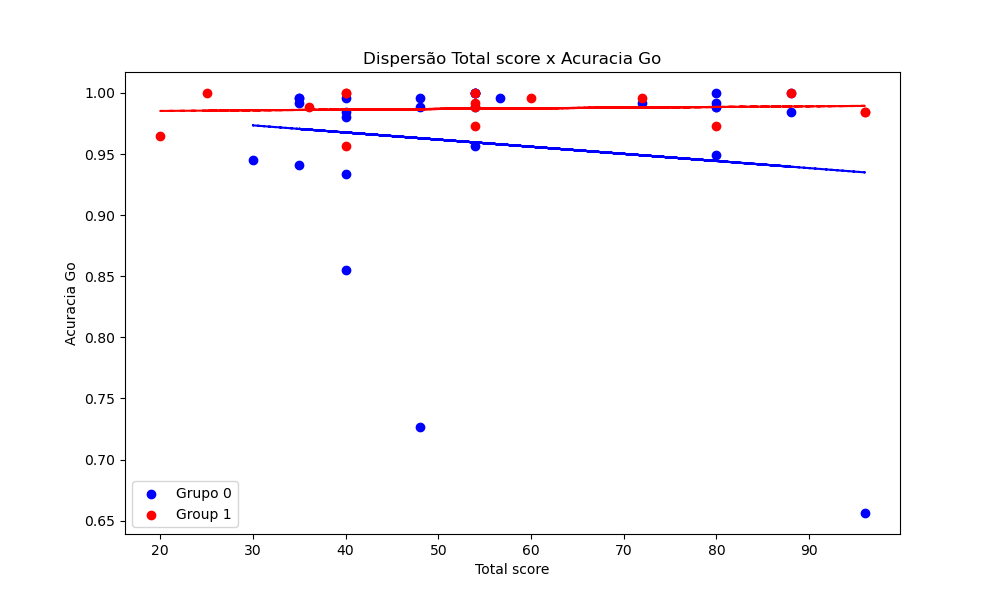 Dispersão Total score x Acuracia Go
Acuracia Go
1.00
0.95
0.90
0.85
0.80
0.75
0.70
0.65
Grupo 0
Group 1
20 30 40 50 60 70 80 90
Total score